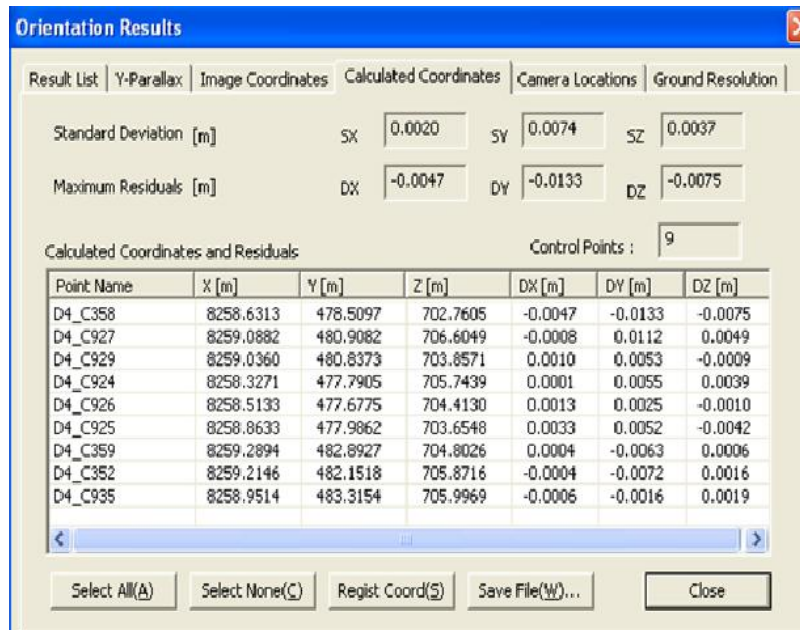 Orientation Results
Result List Y-Parallax Image Coordinates Calculated Coordinates Camera Locations Ground Resolution
Standard Deviation [m] SX 0.0020 SY 0.0074 SZ 0.0037
Maximum Residuals [m] DX -0.0047 DY -0.0133 DZ -0.0075
Calculated Coordinates and Residuals Control Points : 9
Point Name X [m] Y [m] Z [m] DX [m] DY [m] DZ [m]
D4_C358 8258.6313 478.5097 702.7605 -0.0047 -0.0133 -0.0075
D4_C927 8259.0882 480.9082 706.6049 -0.0008 0.0112 0.0049
D4_C929 8259.0360 480.8373 703.8571 0.0010 0.0053 -0.0009
D4_C924 8258.3271 477.7905 705.7439 0.0001 0.0055 0.0039
D4_C926 8258.5133 477.6775 704.4130 0.0013 0.0025 -0.0010
D4_C925 8258.8633 477.9862 703.6548 0.0033 0.0052 -0.0042
D4_C359 8259.2894 482.8927 704.8026 0.0004 -0.0063 0.0006
D4_C352 8259.2146 482.1518 705.8716 -0.0004 -0.0072 0.0016
D4_C935 8258.9514 483.3154 705.9969 -0.0006 -0.0016 0.0019
Select All(A) Select None(C) Regist Coord(S) Save File(W)... Close